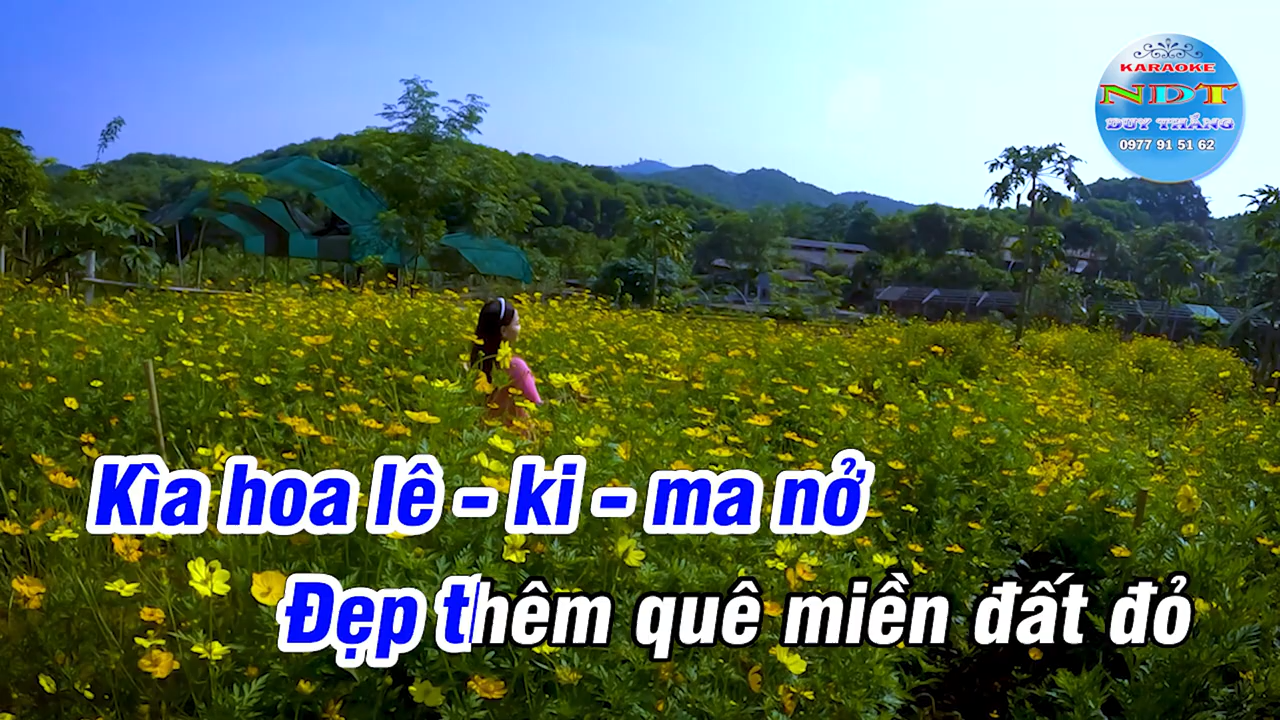 KARAOKE
NDT
DUY THẮNG
0977 91 51 62
Kìa hoa lê - ki - ma nở
Đẹp thêm quê miền đất đỏ